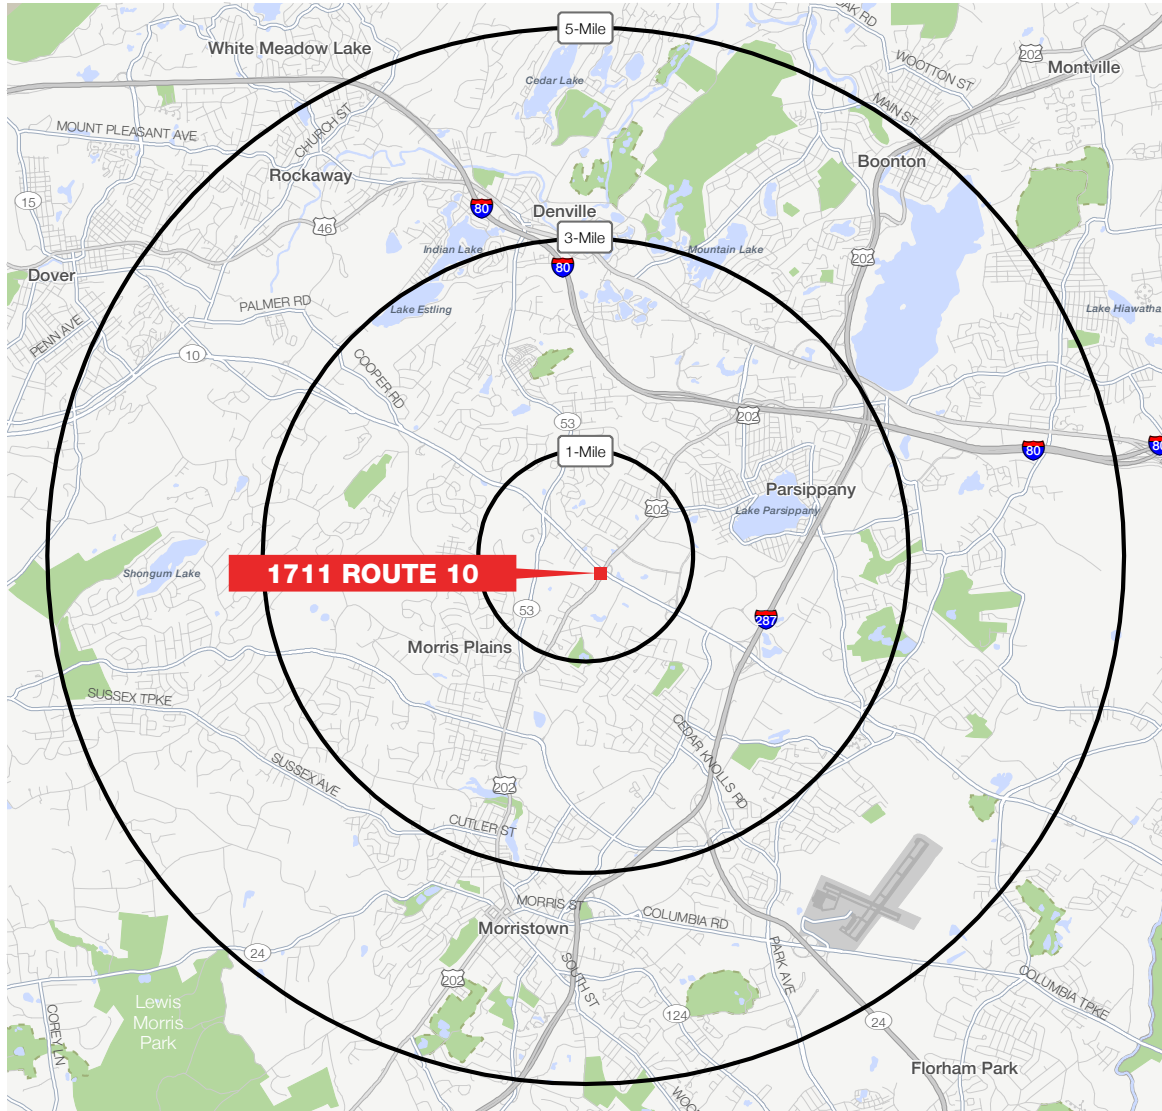 OAK RD
5-Mile
White Meadow Lake
WOOTTON ST
202
Montville
Cedar Lake
MAIN ST
CHURCH ST
MOUNT PLEASANT AVE
Boonton
Rockaway
15
80
Denville
46
3-Mile
Indian Lake
Mountain Lake
202
80
Dover
PALMER RD
Lake Estling
Lake Hiawatha
PENN AVE
10
COOPER RD
53
202
80
80
1-Mile
Parsippany
202
Lake Parsippany
Shongum Lake
1711 ROUTE 10
53
287
Morris Plains
SUSSEX TPKE
CEDAR KNOLLS RD
SUSSEX AVE
202
CUTLER ST
MORRIS ST
COLUMBIA RD
Morristown
24
PARK AVE
SOUTH ST
202
COLUMBIA TPKE
Lewis
Morris
Park
124
24
COREY LN
Florham Park